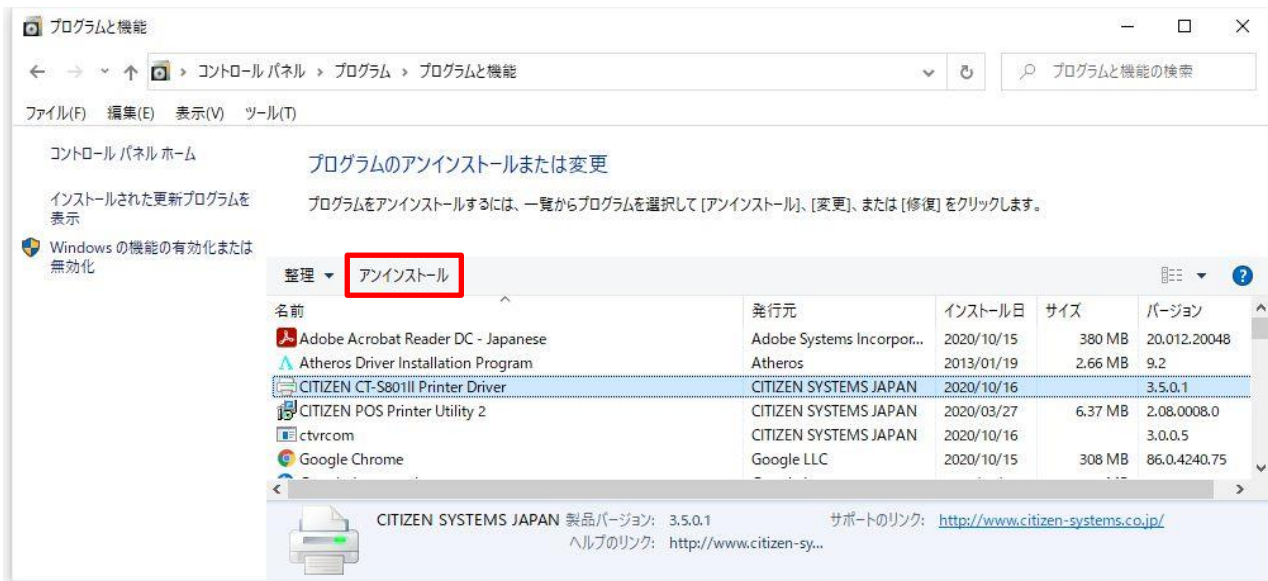 プログラムと機能
コントロール パネル › プログラム › プログラムと機能
プログラムと機能の検索
ファイル(F) 編集(E) 表示(V) ツール(T)
コントロール パネル ホーム
インストールされた更新プログラムを
表示
Windows の機能の有効化または
無効化
プログラムのアンインストールまたは変更
プログラムをアンインストールするには、一覧からプログラムを選択して [アンインストール]、[変更]、または [修復] をクリックします。
整理 アンインストール
名前 発行元 インストール日 サイズ バージョン
Adobe Acrobat Reader DC - Japanese Adobe Systems Incorpor... 2020/10/15 380 MB 20.012.20048
Atheros Driver Installation Program Atheros 2013/01/19 2.66 MB 9.2
CITIZEN CT-S801II Printer Driver CITIZEN SYSTEMS JAPAN 2020/10/16 3.5.0.1
CITIZEN POS Printer Utility 2 CITIZEN SYSTEMS JAPAN 2020/03/27 6.37 MB 2.08.0008.0
ctvrcom CITIZEN SYSTEMS JAPAN 2020/10/16 3.0.0.5
Google Chrome Google LLC 2020/10/15 308 MB 86.0.4240.75
CITIZEN SYSTEMS JAPAN 製品バージョン: 3.5.0.1 サポートのリンク: http://www.citizen-systems.co.jp/
ヘルプのリンク: http://www.citizen-sy...